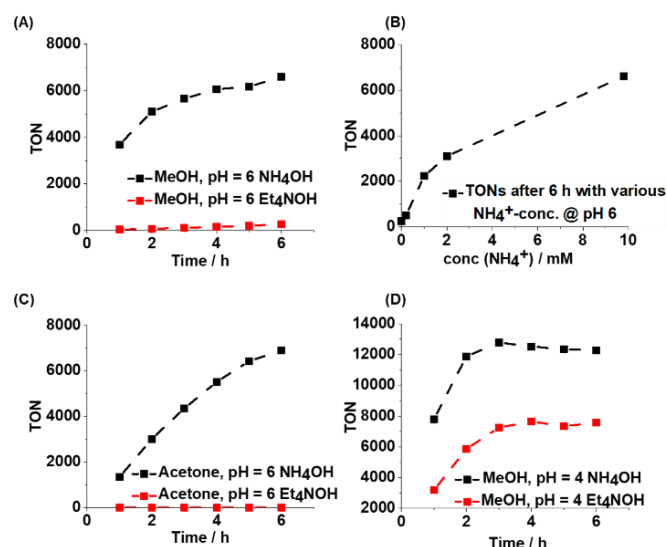 (A)
8000
6000
4000
2000
0
TON
MeOH, pH = 6 NH4OH
MeOH, pH = 6 Et4NOH
0 2 4 6
Time / h
(B)
8000
6000
4000
2000
0
TON
TONs after 6 h with various
NH4+-conc. @ pH 6
0 2 4 6 8 10
conc (NH4+) / mM
(C)
8000
6000
4000
2000
0
TON
Acetone, pH = 6 NH4OH
Acetone, pH = 6 Et4NOH
0 2 4 6
Time / h
(D)
14000
12000
10000
8000
6000
4000
2000
TON
MeOH, pH = 4 NH4OH
MeOH, pH = 4 Et4NOH
0 2 4 6
Time / h